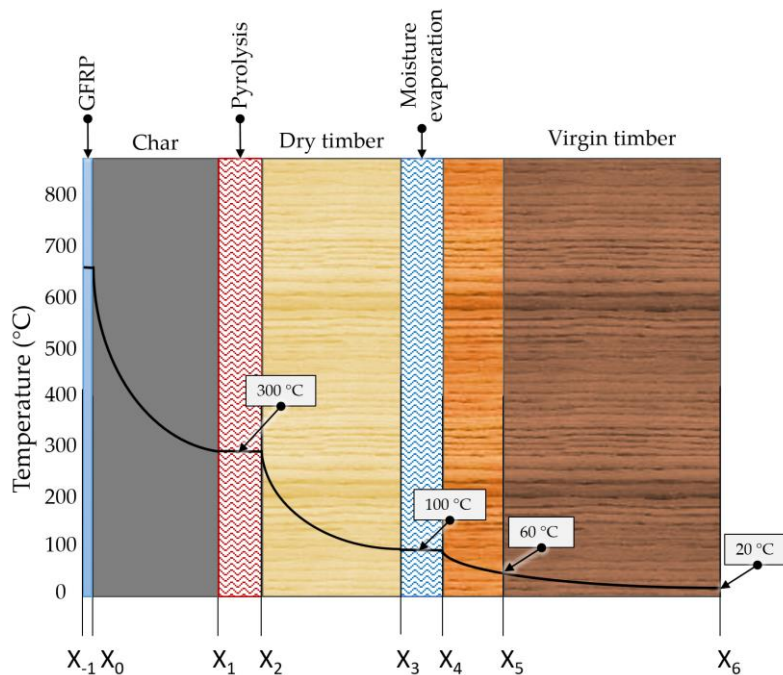 GFRP
Char
Pyrolysis
Dry timber
Moisture
evaporation
Virgin timber
Temperature (°C)
800
700
600
500
400
300
200
100
0
300 °C
100 °C
60 °C
20 °C
X-1 X0 X1 X2 X3 X4 X5 X6